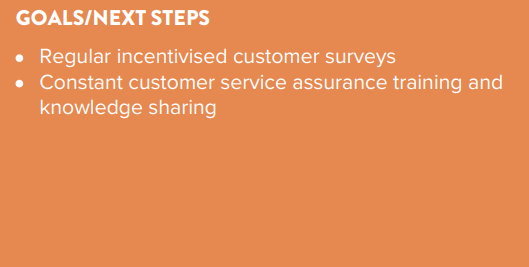 GOALS/NEXT STEPS
• Regular incentivised customer surveys
• Constant customer service assurance training and
knowledge sharing